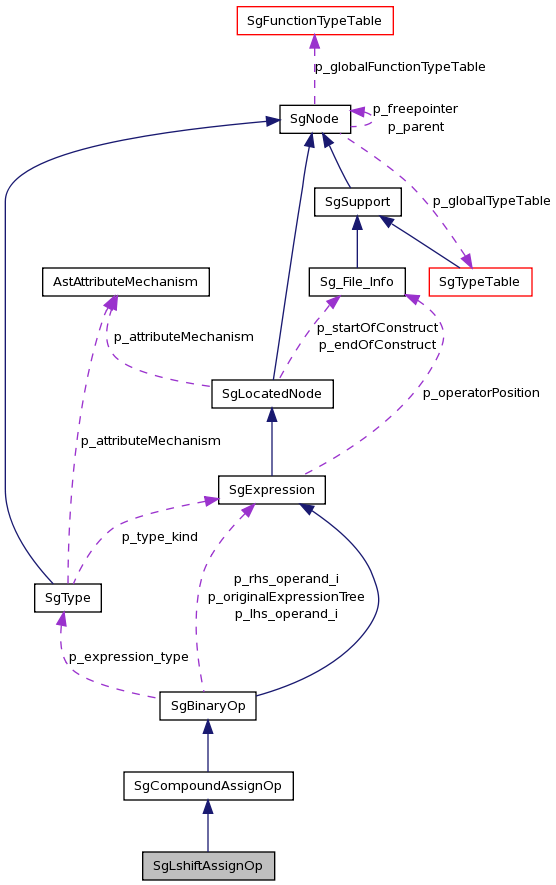 SgFunctionTypeTable
p_globalFunctionTypeTable
SgNode
p_freepointer
p_parent
SgSupport
p_globalTypeTable
AstAttributeMechanism
Sg_File_Info
SgTypeTable
p_attributeMechanism
p_startOfConstruct
p_endOfConstruct
SgLocatedNode
p_operatorPosition
p_attributeMechanism
SgExpression
p_type_kind
p_rhs_operand_i
p_originalExpressionTree
p_lhs_operand_i
SgType
p_expression_type
SgBinaryOp
SgCompoundAssignOp
SgLshiftAssignOp